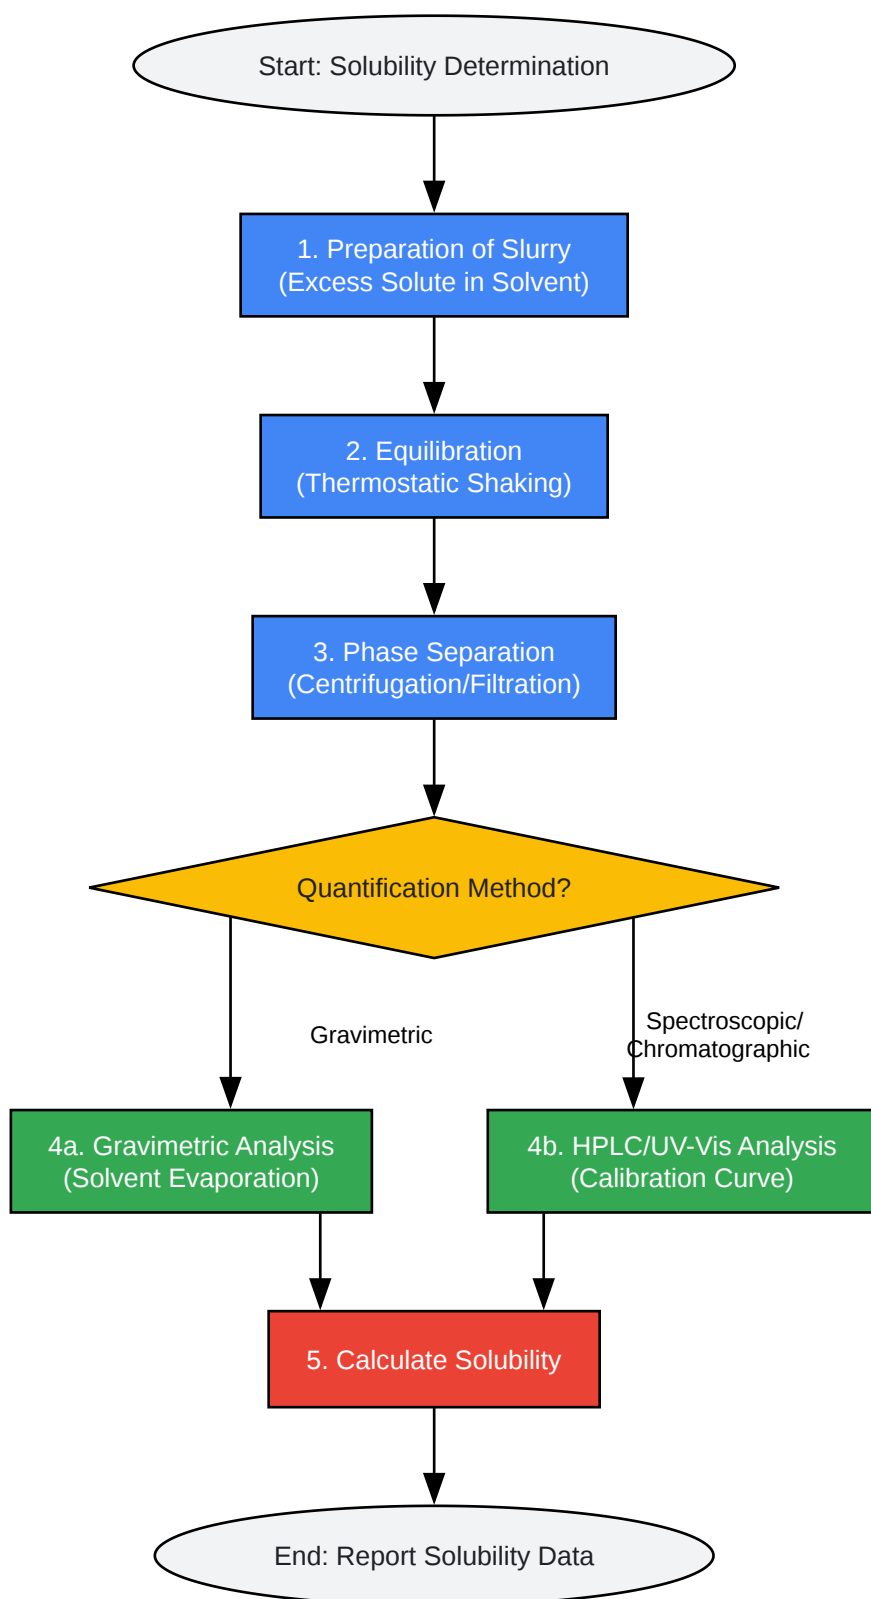 Start: Solubility Determination
1. Preparation of Slurry
(Excess Solute in Solvent)
2. Equilibration
(Thermostatic Shaking)
3. Phase Separation
(Centrifugation/Filtration)
Quantification Method?
Gravimetric
Spectroscopic/
Chromatographic
4a. Gravimetric Analysis
(Solvent Evaporation)
4b. HPLC/UV-Vis Analysis
(Calibration Curve)
5. Calculate Solubility
End: Report Solubility Data